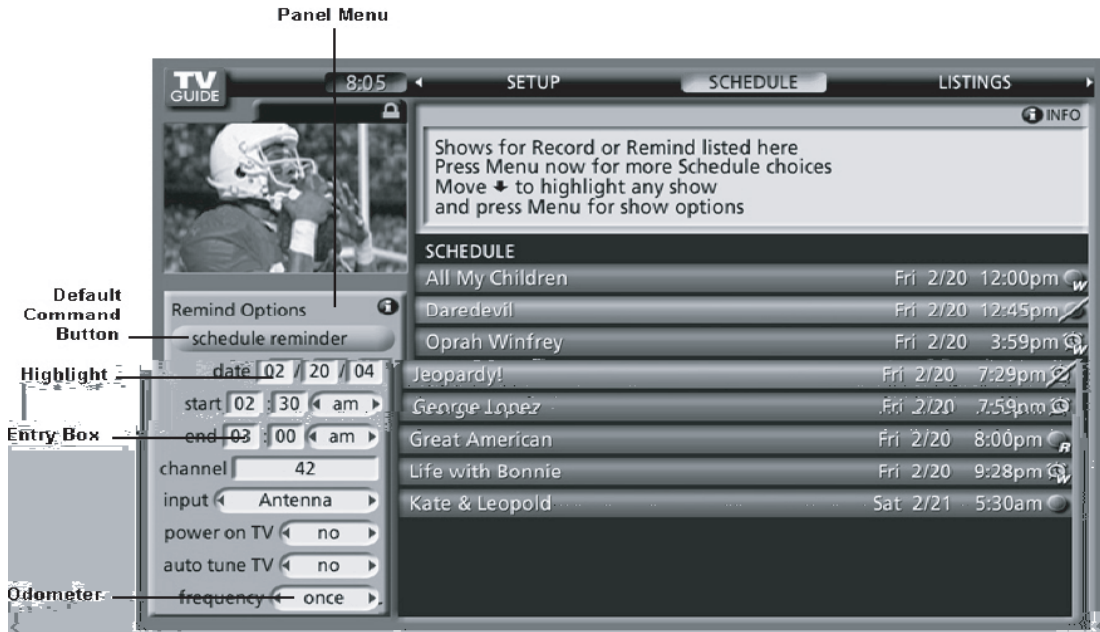 Panel Menu
TV GUIDE
8:05
SETUP
SCHEDULE
LISTINGS
i INFO
Shows for Record or Remind listed here
Press Menu now for more Schedule choices
Move ↓ to highlight any show
and press Menu for show options
SCHEDULE
All My Children Fri 2/20 12:00pm W
Daredevil Fri 2/20 12:45pm
Oprah Winfrey Fri 2/20 3:59pm W
Jeopardy! Fri 2/20 7:29pm
George Lopez Fri 2/20 7:59pm
Great American Fri 2/20 8:00pm R
Life with Bonnie Fri 2/20 9:28pm W
Kate & Leopold Sat 2/21 5:30am
Default
Command
Button
Highlight
Entry Box
Odometer
Remind Options i
schedule reminder
date 02 / 20 / 04
start 02 : 30 am
end 03 : 00 am
channel 42
input Antenna
power on TV no
auto tune TV no
frequency once